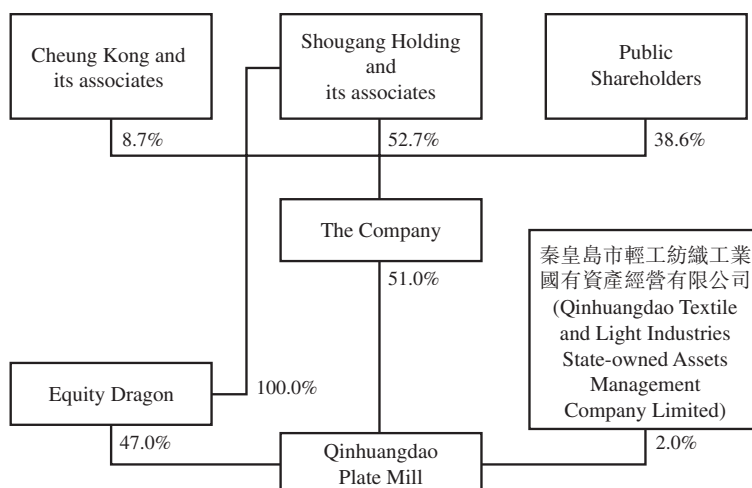 Cheung Kong and
its associates
Shougang Holding
and
its associates
Public
Shareholders
8.7%
52.7%
38.6%
The Company
51.0%
秦皇島市輕工紡織工業
國有資產經營有限公司
(Qinhuangdao Textile
and Light Industries
State-owned Assets
Management
Company Limited)
Equity Dragon
100.0%
47.0%
Qinhuangdao
Plate Mill
2.0%